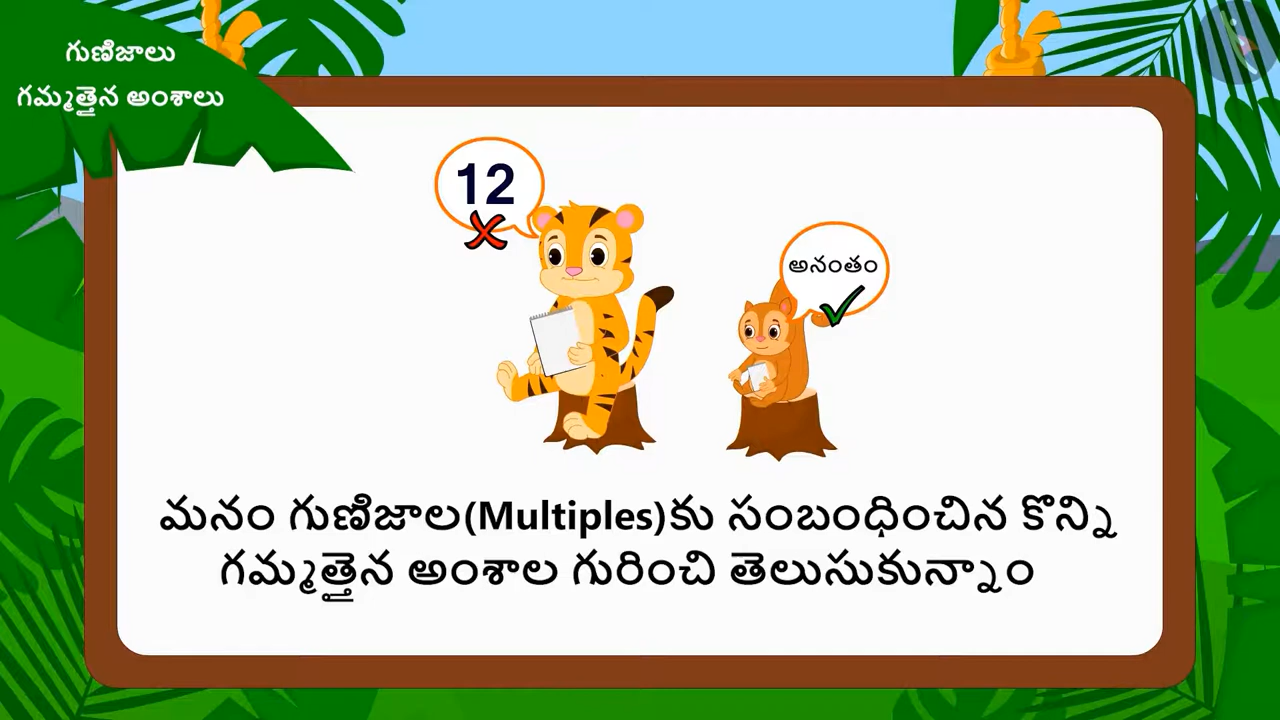 గుణిజాలు
గమ్మత్తైన అంశాలు
12
అనంతం
మనం గుణిజాల(Multiples)కు సంబంధించిన కొన్ని
గమ్మత్తైన అంశాల గురించి తెలుసుకున్నాం